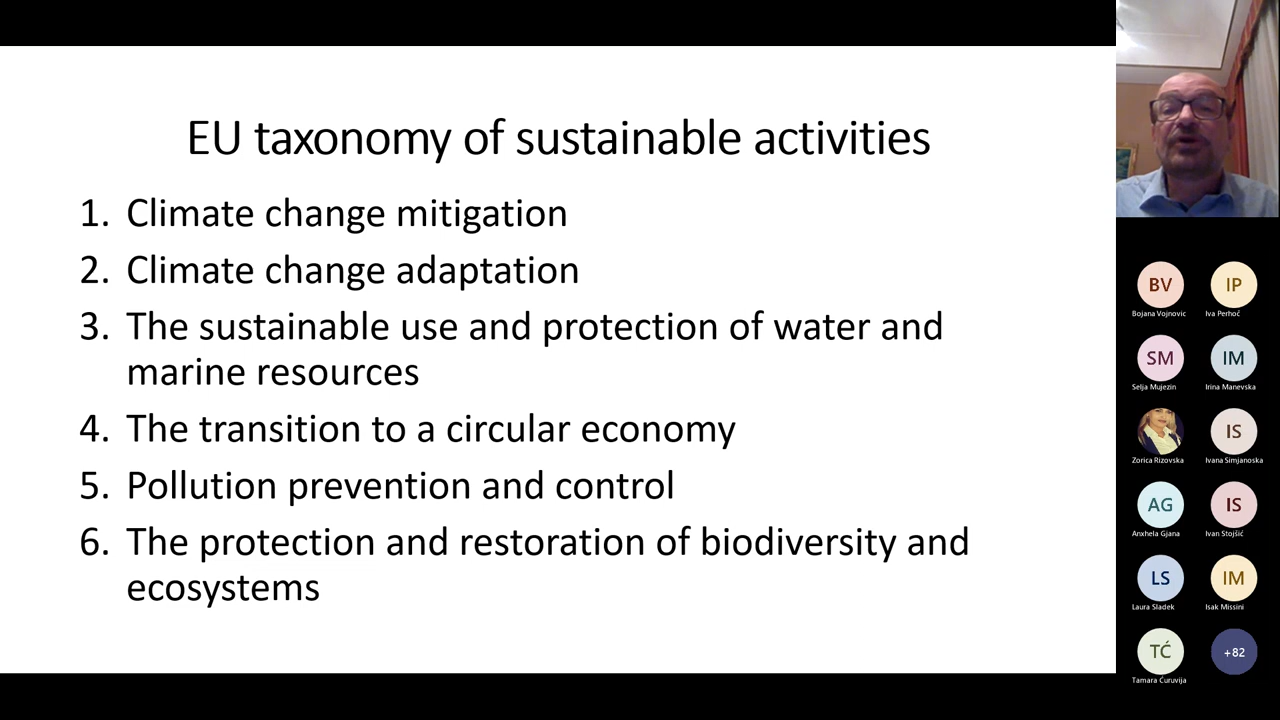 EU taxonomy of sustainable activities
1. Climate change mitigation
2. Climate change adaptation
3. The sustainable use and protection of water and
marine resources
4. The transition to a circular economy
5. Pollution prevention and control
6. The protection and restoration of biodiversity and
ecosystems
BV
IP
Bojana Vojnovic
Iva Perhoč
SM
IM
Selja Mujezin
Irina Manevska
IS
Zorica Rizovska
Ivana Simjanoska
AG
IS
Anxhela Gjana
Ivan Stojšić
LS
IM
Laura Sladek
Isak Missini
TĆ
+82
Tamara Ćuruvija